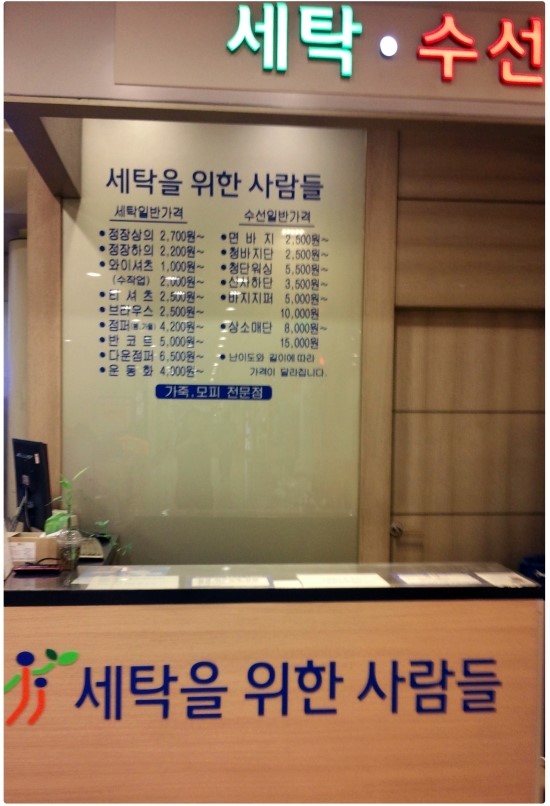 세탁 · 수선
세탁을 위한 사람들
세탁일반가격
• 정장상의 2,700원~
• 정장하의 2,200원~
• 와이셔츠 1,000원~
(수작업) 2,000원~
• 티 셔 츠 2,500원~
• 브라우스 2,500원~
• 점퍼 4,200원~
• 반 코 트 5,000원~
• 다운점퍼 6,500원~
• 운 동 화 4,000원~
수선일반가격
• 면 바 지 2,500원~
• 청바지단 2,500원~
• 청단워싱 5,500원~
• 신사하단 3,500원~
• 바지지퍼 5,000원~
10,000원
• 상소매단 8,000원~
15,000원
• 난이도와 길이에 따라
가격이 달라집니다.
가죽, 모피 전문점
세탁을 위한 사람들